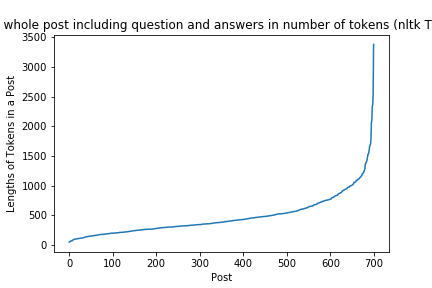 whole post including question and answers in number of tokens (nltk T
3500
3000
2500
2000
1500
1000
500
0
Lengths of Tokens in a Post
0 100 200 300 400 500 600 700
Post